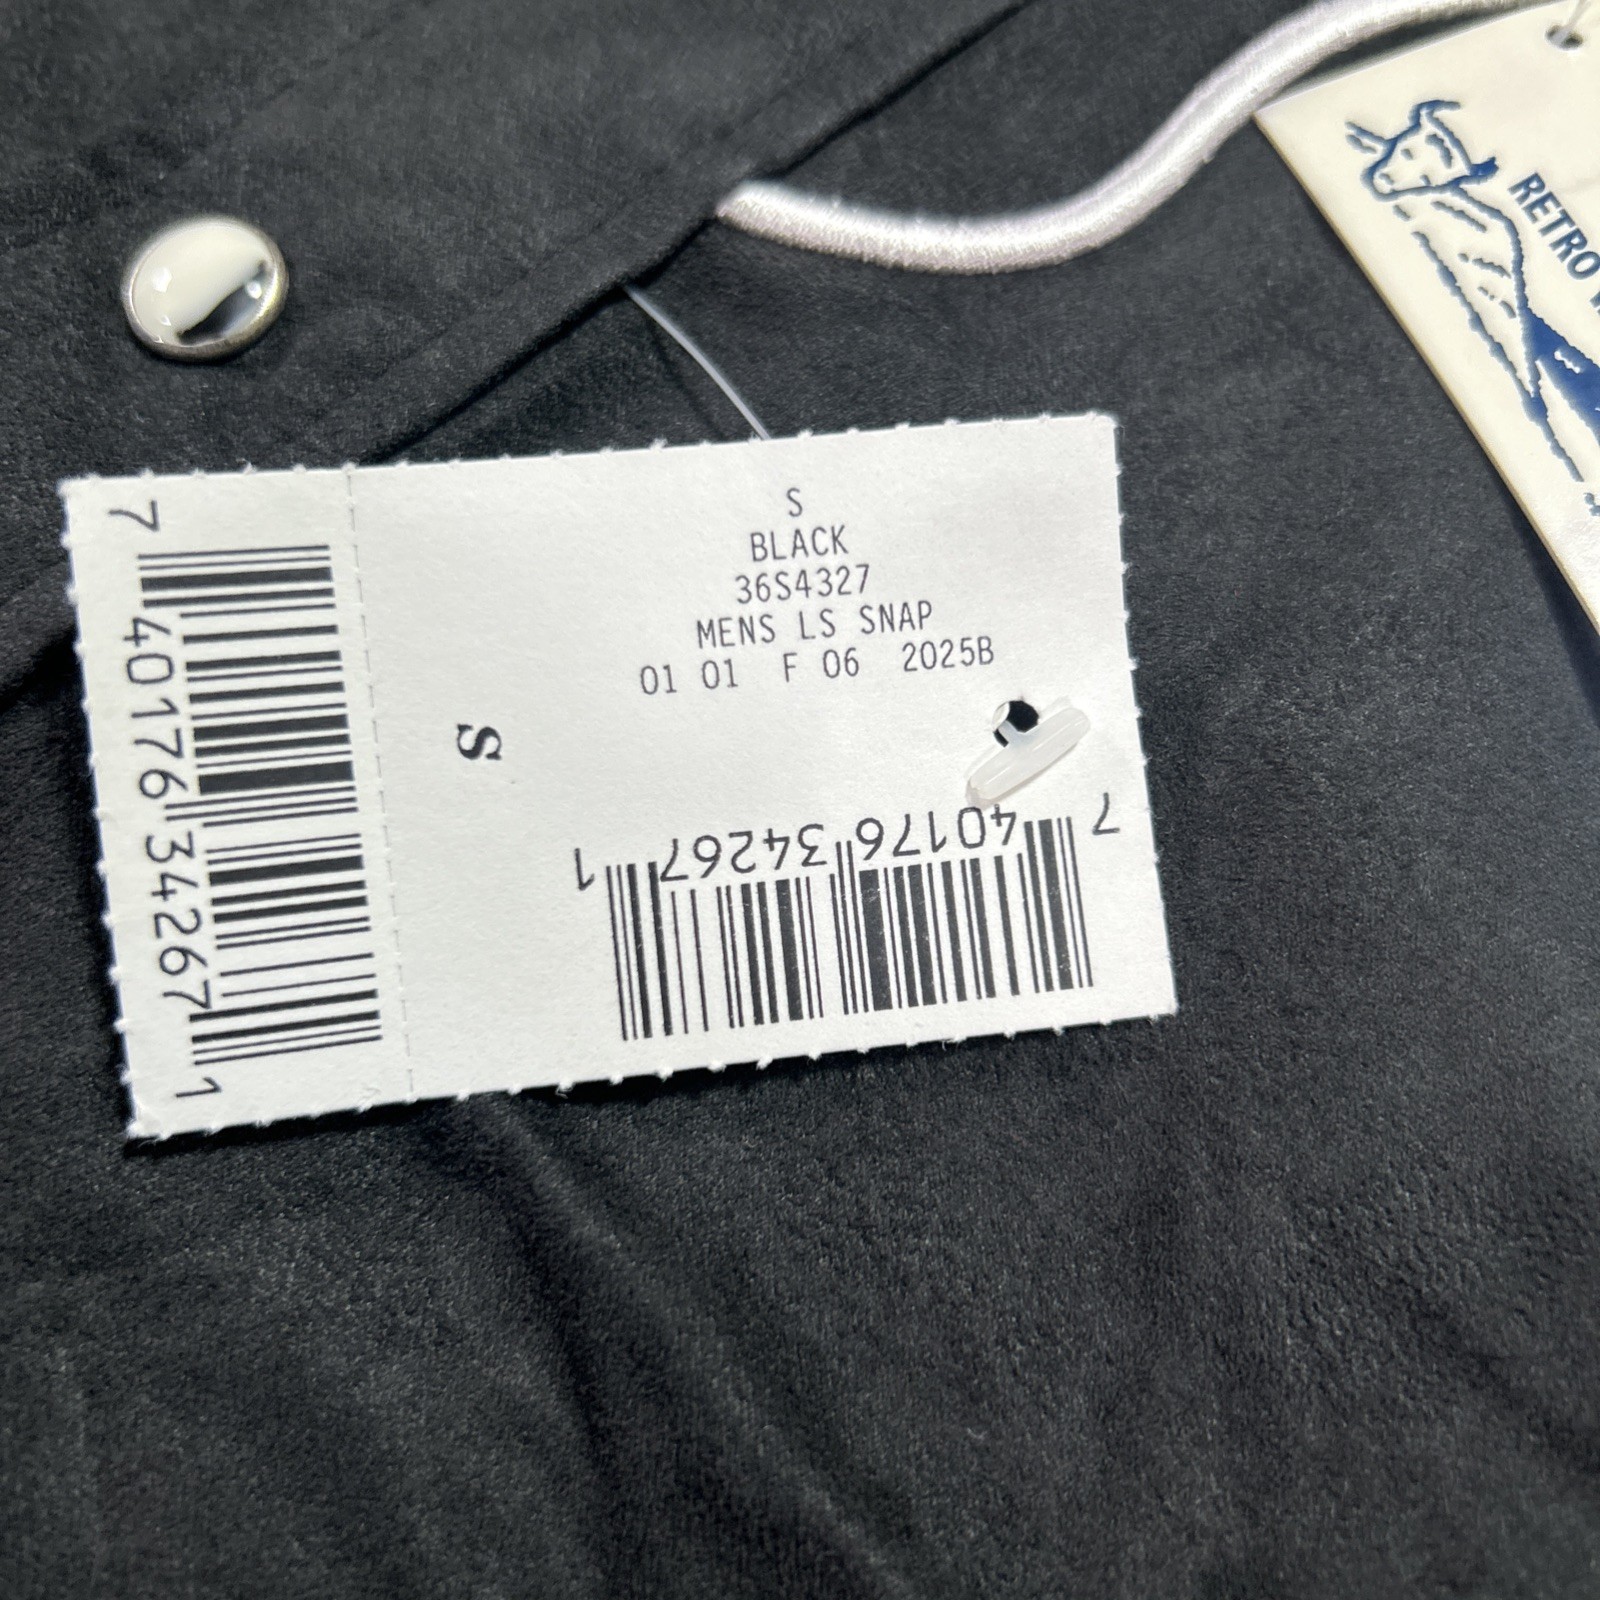 S
BLACK
36S4327
MENS LS SNAP
01 01 F 06 2025B
S
7 40176 34267 1
7 40176 34267 1
RETRO